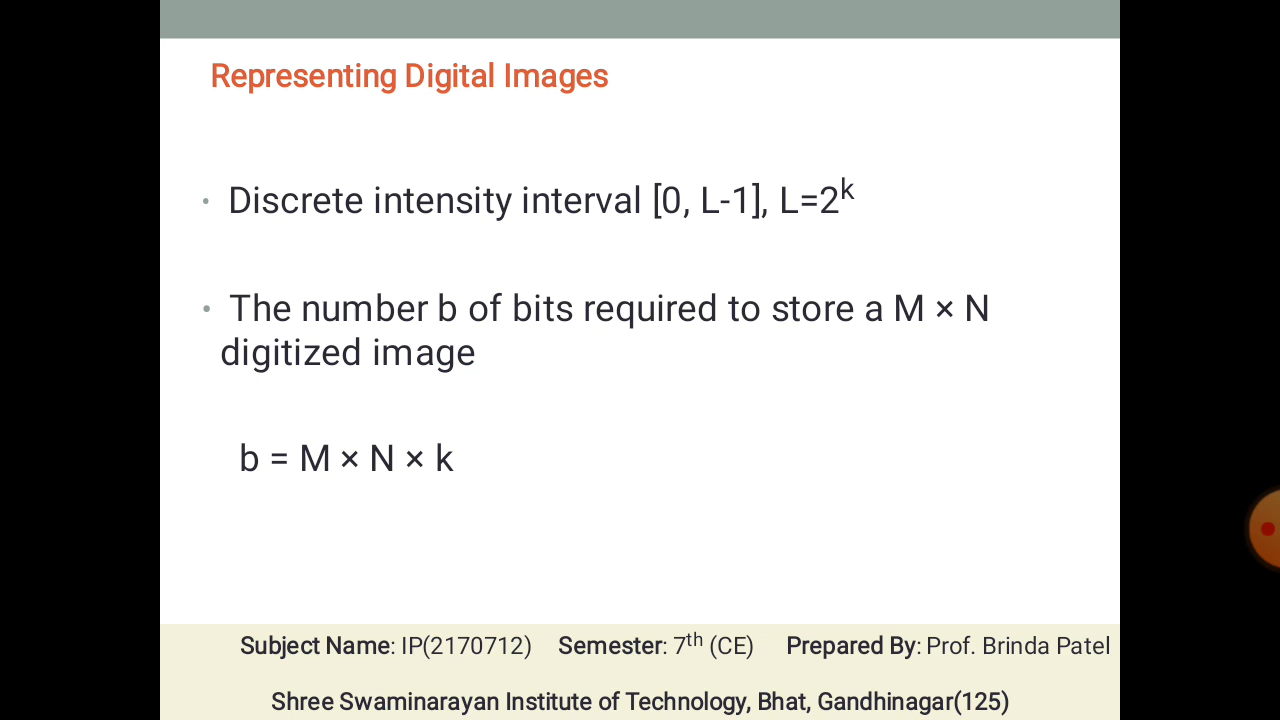 Representing Digital Images
• Discrete intensity interval [0, L-1], L=2^k
• The number b of bits required to store a M × N
digitized image
b = M × N × k
Subject Name: IP(2170712) Semester: 7th (CE) Prepared By: Prof. Brinda Patel
Shree Swaminarayan Institute of Technology, Bhat, Gandhinagar(125)